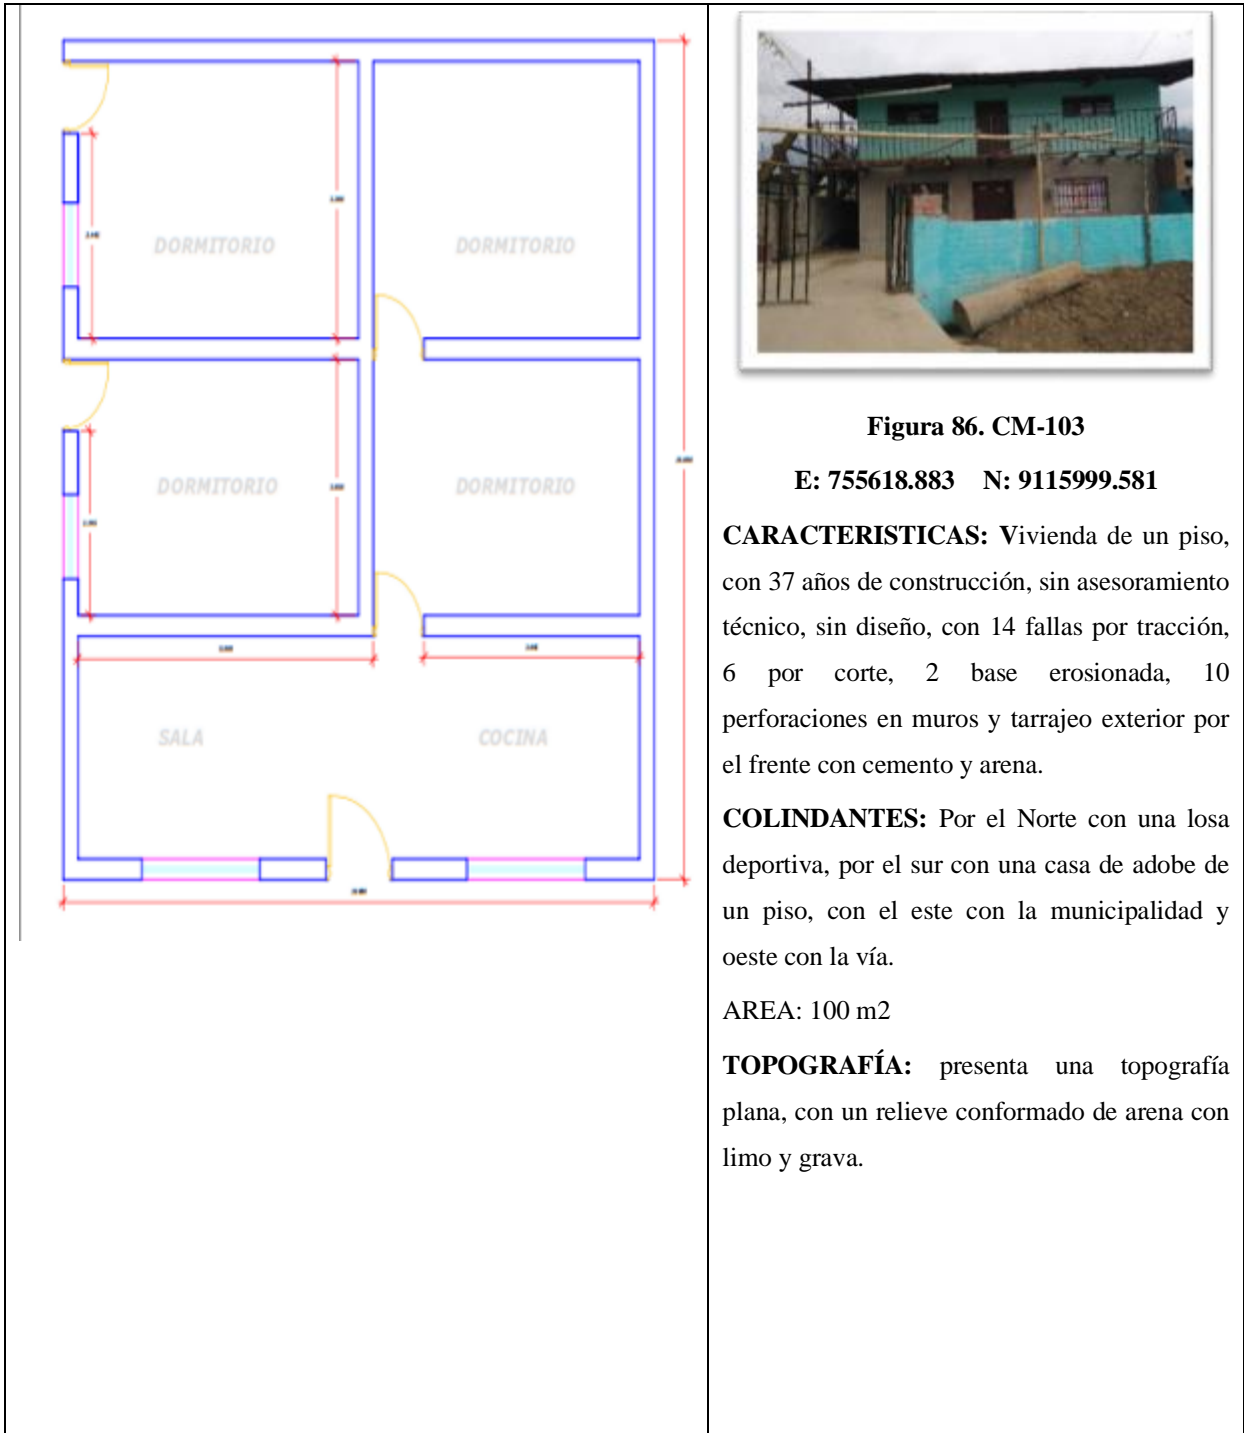 DORMITORIO
DORMITORIO
DORMITORIO
DORMITORIO
SALA
COCINA
Figura 86. CM-103
E: 755618.883 N: 9115999.581
CARACTERISTICAS: Vivienda de un piso,
con 37 años de construcción, sin asesoramiento
técnico, sin diseño, con 14 fallas por tracción,
6 por corte, 2 base erosionada, 10
perforaciones en muros y tarrajeo exterior por
el frente con cemento y arena.
COLINDANTES: Por el Norte con una losa
deportiva, por el sur con una casa de adobe de
un piso, con el este con la municipalidad y
oeste con la vía.
AREA: 100 m2
TOPOGRAFÍA: presenta una topografía
plana, con un relieve conformado de arena con
limo y grava.